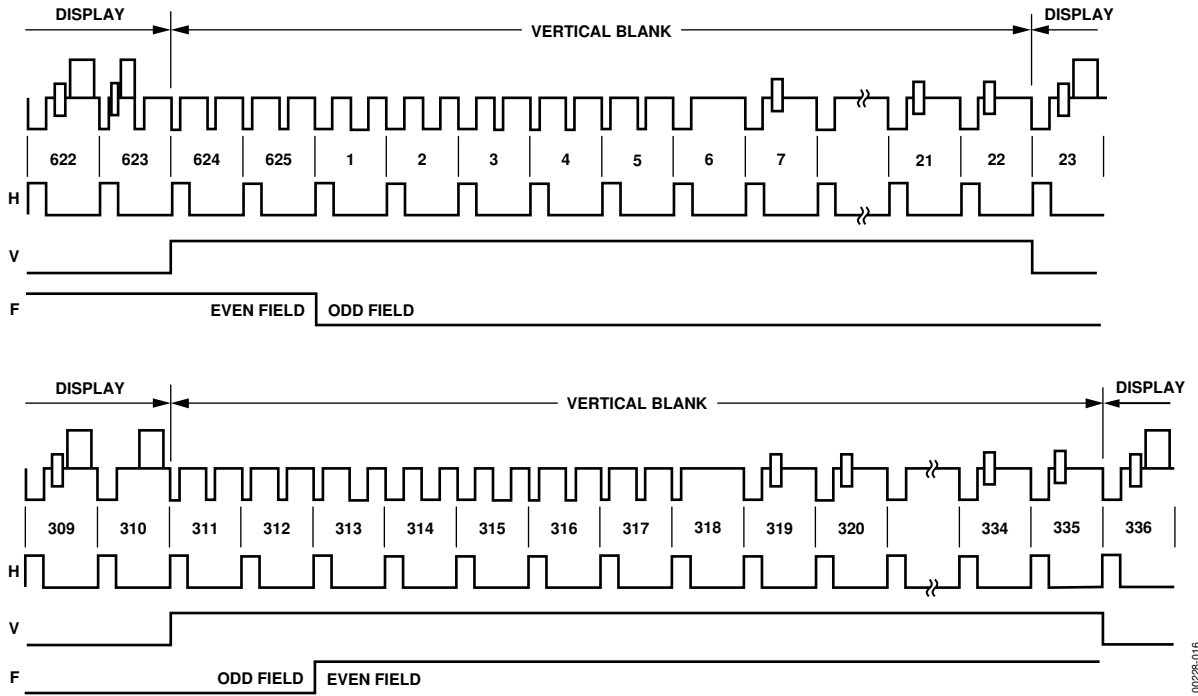 DISPLAY VERTICAL BLANK DISPLAY
622 623 624 625 1 2 3 4 5 6 7 21 22 23
H
V
F EVEN FIELD ODD FIELD
DISPLAY VERTICAL BLANK DISPLAY
309 310 311 312 313 314 315 316 317 318 319 320 334 335 336
H
V
F ODD FIELD EVEN FIELD
00228-016